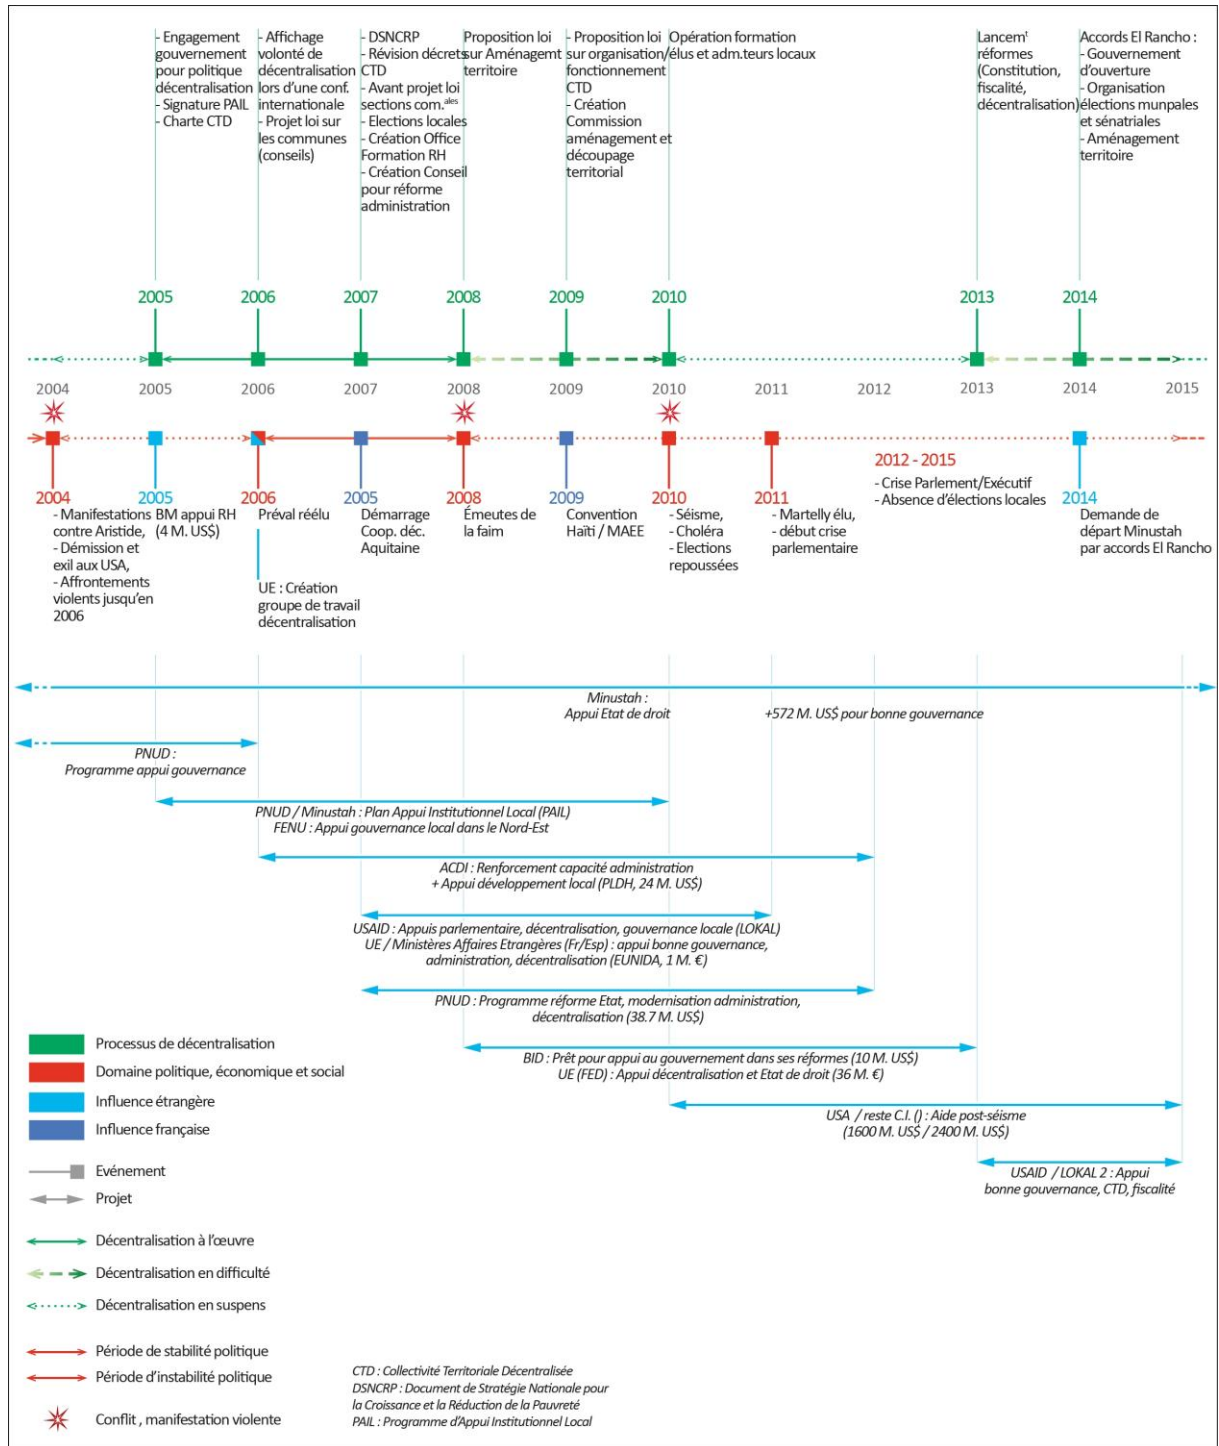 - Engagement
gouvernement
pour politique
décentralisation
- Signature PAIL
- Charte CTD
- Affichage
volonté de
décentralisation
lors d'une conf.
internationale
- Projet loi sur
les communes
(conseils)
- DSNCRP
- Révision décrets
CTD
- Avant projet loi
sections com.ales
- Elections locales
- Création Office
Formation RH
- Création Conseil
pour réforme
administration
Proposition loi
sur Aménagemt
territoire
- Proposition loi
sur organisation/
fonctionnement
CTD
- Création
Commission
aménagement et
découpage
territorial
Opération formation
élus et adm.teurs locaux
Lancemt
réformes
(Constitution,
fiscalité,
décentralisation)
Accords El Rancho :
- Gouvernement
d'ouverture
- Organisation
élections munpales
et sénatriales
- Aménagement
territoire
2005 2006 2007 2008 2009 2010 2013 2014
2004 2005 2006 2007 2008 2009 2010 2011 2012 2013 2014 2015
2004
- Manifestations
contre Aristide,
- Démission et
exil aux USA,
- Affrontements
violents jusqu'en
2006
2005
BM appui RH
(4 M. US$)
2006
Préval réélu
UE : Création
groupe de travail
décentralisation
2005
Démarrage
Coop. déc.
Aquitaine
2008
Émeutes de
la faim
2009
Convention
Haïti / MAEE
2010
- Séisme,
- Choléra
- Elections
repoussées
2011
- Martelly élu,
- début crise
parlementaire
2012 - 2015
- Crise Parlement/Exécutif
- Absence d'élections locales
2014
Demande de
départ Minustah
par accords El Rancho
Minustah :
Appui Etat de droit
+572 M. US$ pour bonne gouvernance
PNUD :
Programme appui gouvernance
PNUD / Minustah : Plan Appui Institutionnel Local (PAIL)
FENU : Appui gouvernance local dans le Nord-Est
ACDI : Renforcement capacité administration
+ Appui développement local (PLDH, 24 M. US$)
USAID : Appuis parlementaire, décentralisation, gouvernance locale (LOKAL)
UE / Ministères Affaires Etrangères (Fr/Esp) : appui bonne gouvernance,
administration, décentralisation (EUNIDA, 1 M. €)
PNUD : Programme réforme Etat, modernisation administration,
décentralisation (38.7 M. US$)
BID : Prêt pour appui au gouvernement dans ses réformes (10 M. US$)
UE (FED) : Appui décentralisation et Etat de droit (36 M. €)
USA / reste C.I. () : Aide post-séisme
(1600 M. US$ / 2400 M. US$)
USAID / LOKAL 2 : Appui
bonne gouvernance, CTD, fiscalité
Processus de décentralisation
Domaine politique, économique et social
Influence étrangère
Influence française
Evénement
Projet
Décentralisation à l'œuvre
Décentralisation en difficulté
Décentralisation en suspens
Période de stabilité politique
Période d'instabilité politique
Conflit , manifestation violente
CTD : Collectivité Territoriale Décentralisée
DSNCRP : Document de Stratégie Nationale pour
la Croissance et la Réduction de la Pauvreté
PAIL : Programme d'Appui Institutionnel Local